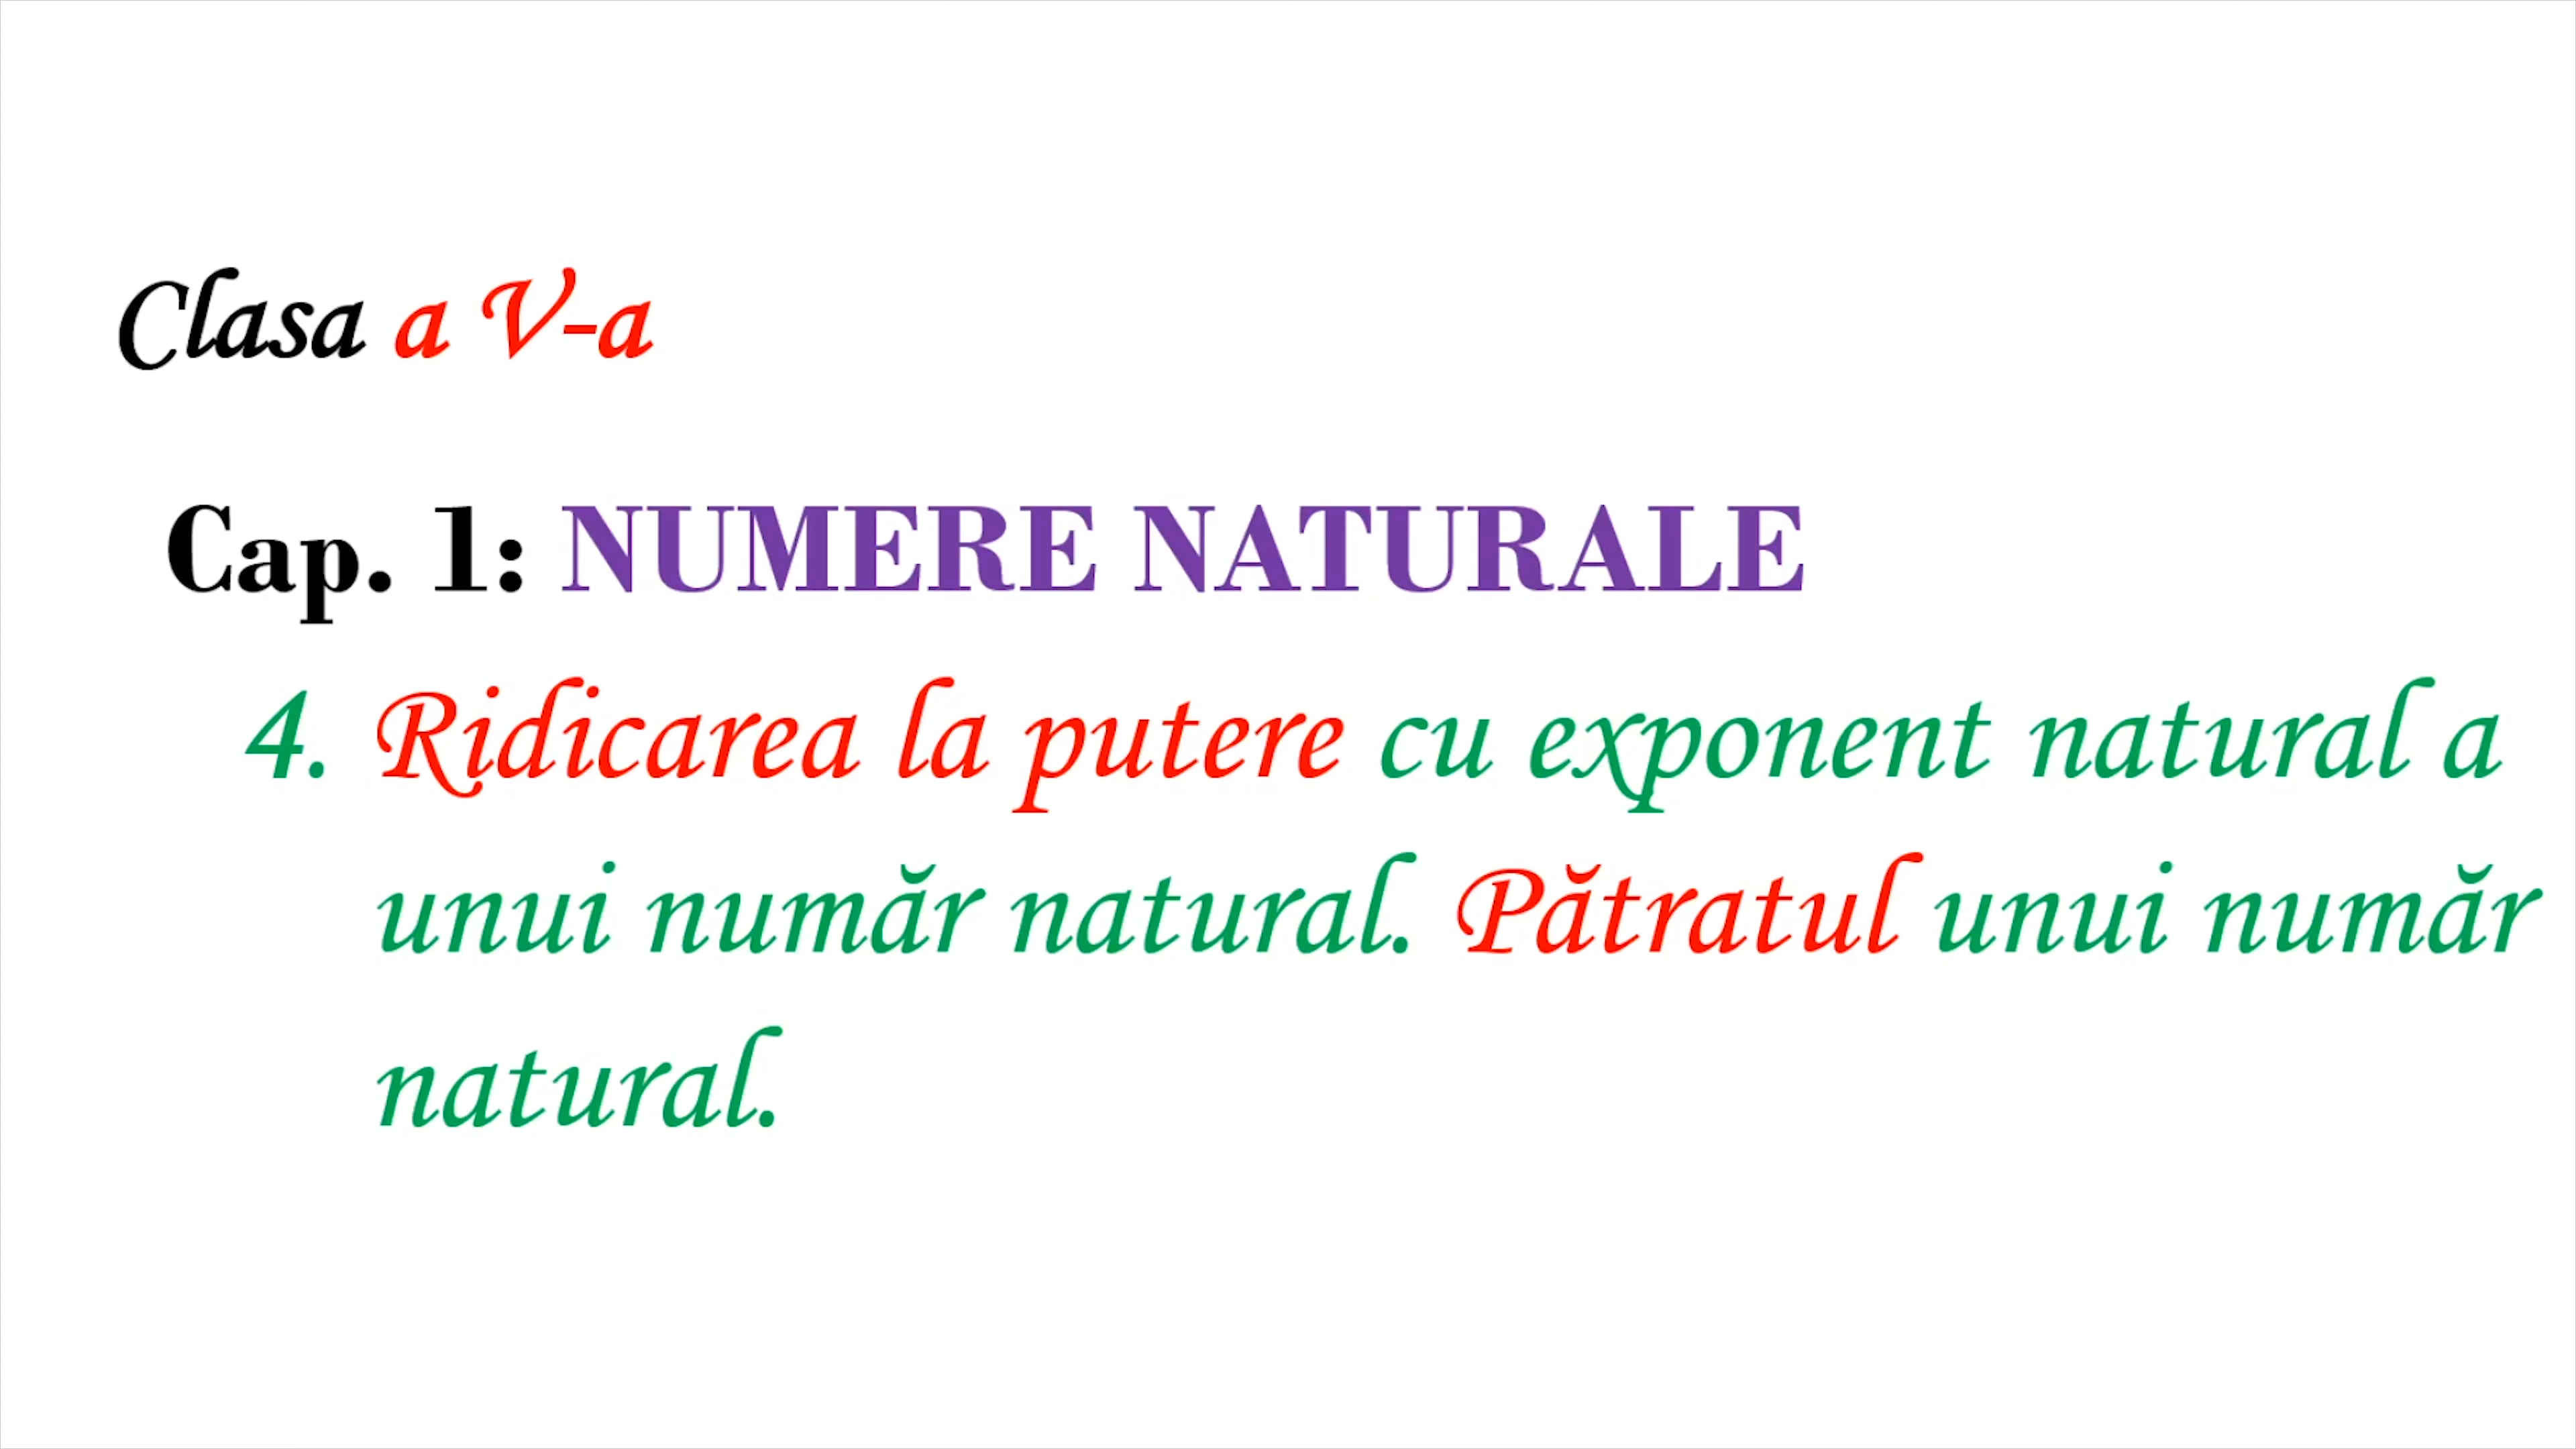 Clasa a V-a
Cap. 1: NUMERE NATURALE
4. Ridicarea la putere cu exponent natural a
unui număr natural. Pătratul unui număr
natural.